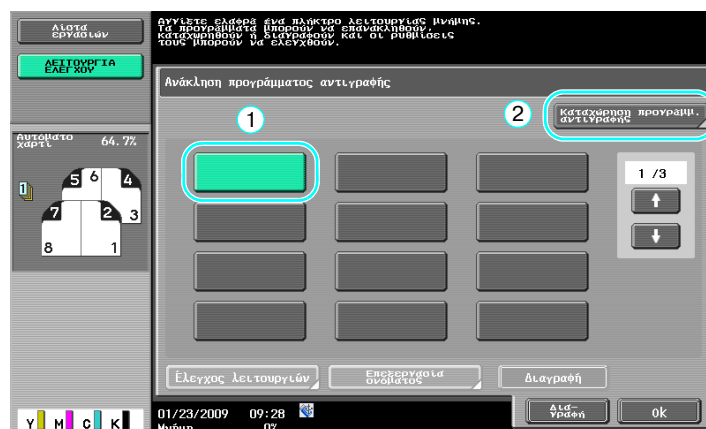 Λίστα
εργασιών
ΛΕΙΤΟΥΡΓΙΑ
ΕΛΕΓΧΟΥ
Αγγίξτε ελαφρά ένα πλήκτρο λειτουργίας μνήμης.
Τα προγράμματα μπορούν να επανακληθούν,
καταχωρηθούν ή διαγραφούν και οι ρυθμίσεις
τους μπορούν να ελεγχθούν.
Ανάκληση προγράμματος αντιγραφής
1
2
Καταχώρηση προγράμμ.
αντιγραφής
Αυτόματο
χαρτί
64.7%
1 /3
5 6 4
7 2 3
8 1
Έλεγχος λειτουργιών
Επεξεργασία
ονόματος
Διαγραφή
01/23/2009 09:28
Μνήμη 0%
Δια-
γραφή
Ok
Y M C K